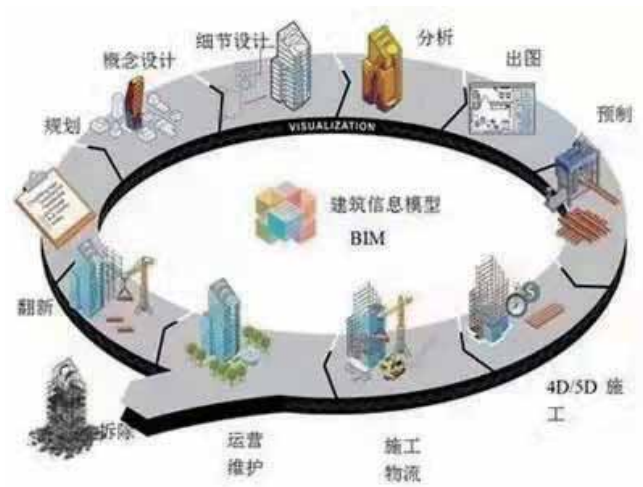 细节设计
分析
概念设计
出图
规划
预制
VISUALIZATION
建筑信息模型
BIM
翻新
4D/5D 施
工
拆除
运营
维护
施工
物流